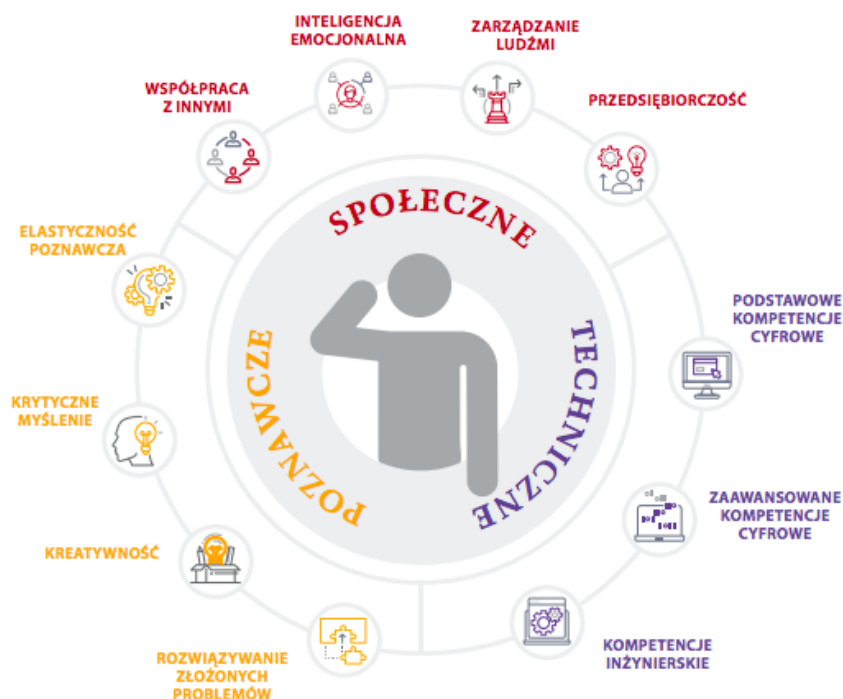 INTELIGENCJA
EMOCJONALNA
ZARZĄDZANIE
LUDŹMI
WSPÓŁPRACA
Z INNYMI
PRZEDSIĘBIORCZOŚĆ
SPOŁECZNE
ELASTYCZNOŚĆ
POZNAWCZA
PODSTAWOWE
KOMPETENCJE
CYFROWE
POZNAWCZE
TECHNICZNE
KRYTYCZNE
MYŚLENIE
ZAAWANSOWANE
KOMPETENCJE
CYFROWE
KREATYWNOŚĆ
ROZWIĄZYWANIE
ZŁOŻONYCH
PROBLEMÓW
KOMPETENCJE
INŻYNIERSKIE